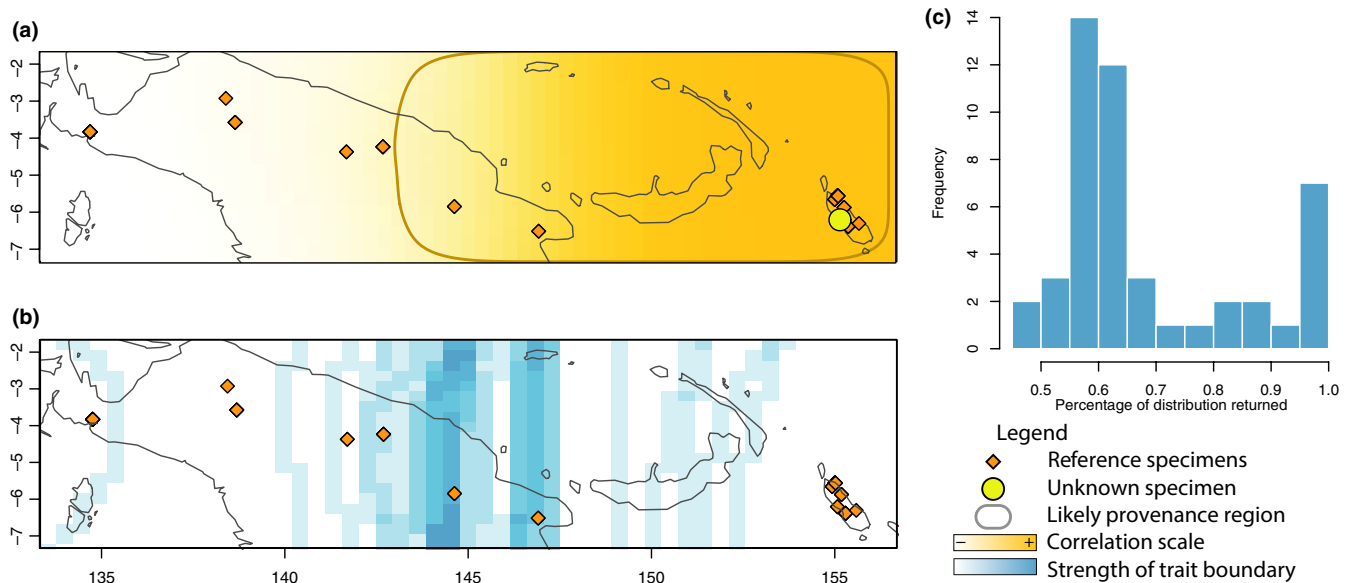 (a)
-2
-3
-4
-5
-6
-7
(b)
-2
-3
-4
-5
-6
-7
135
140
145
150
155
(c)
14
12
10
8
6
4
2
0
Frequency
0.5
0.6
0.7
0.8
0.9
1.0
Percentage of distribution returned
Legend
Reference specimens
Unknown specimen
Likely provenance region
− + Correlation scale
Strength of trait boundary